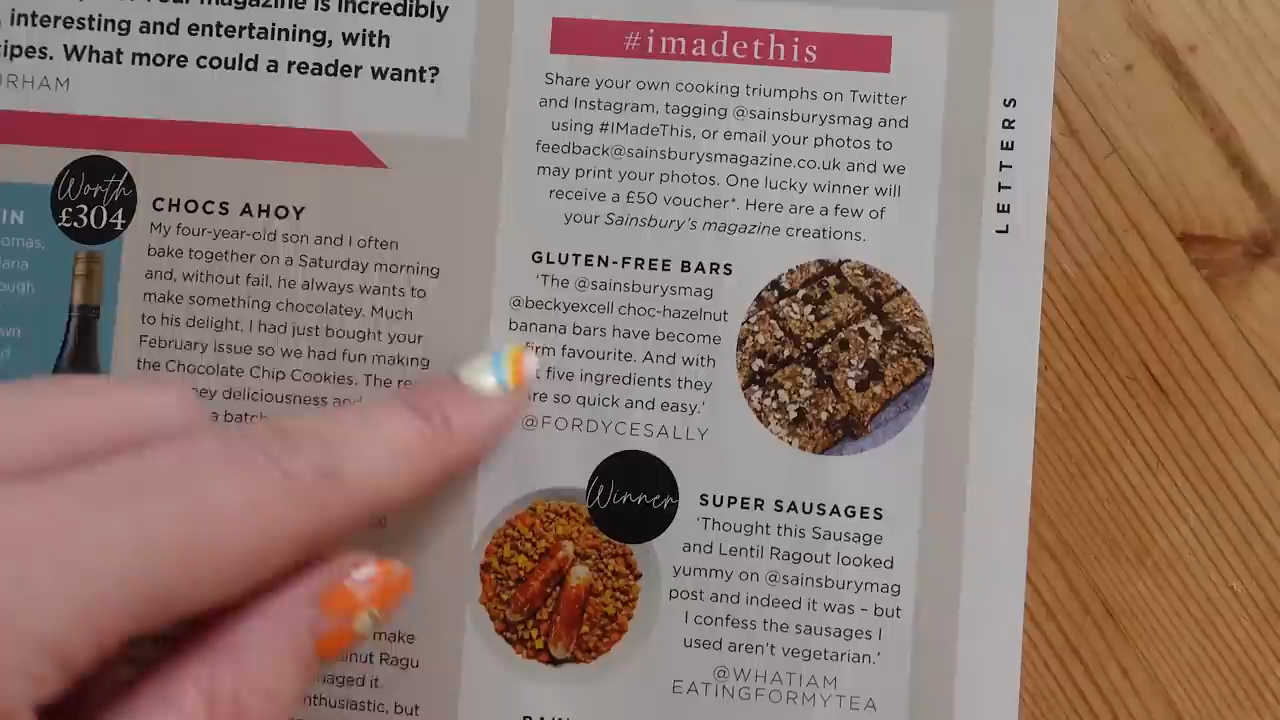 magazine is incredibly
interesting and entertaining, with
What more could a reader want?
#imadethis
Share your own cooking triumphs on Twitter
and Instagram, tagging @sainsburysmag and
using #IMadeThis, or email your photos to
feedback@sainsburysmagazine.co.uk and we
may print your photos. One lucky winner will
receive a £50 voucher*. Here are a few of
your Sainsbury's magazine creations.
LETTERS
Worth
£304
IN
CHOCS AHOY
My four-year-old son and I often
bake together on a Saturday morning
and, without fail, he always wants to
make something chocolatey. Much
to his delight, I had just bought your
February issue so we had fun making
the Chocolate Chip Cookies. The
deliciousness and
a batch
make
Ragu
it
but
GLUTEN-FREE BARS
'The @sainsburysmag
@beckyexcell choc-hazelnut
banana bars have become
firm favourite. And with
five ingredients they
are so quick and easy.'
@FORDYCESALLY
Winner
SUPER SAUSAGES
'Thought this Sausage
and Lentil Ragout looked
yummy on @sainsburymag
post and indeed it was – but
I confess the sausages I
used aren't vegetarian.'
@WHATIAM
EATINGFORMYTEA